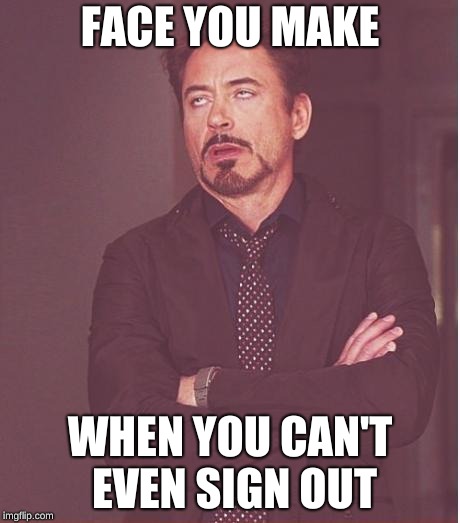 FACE YOU MAKE
WHEN YOU CAN'T
EVEN SIGN OUT
imgflip.com